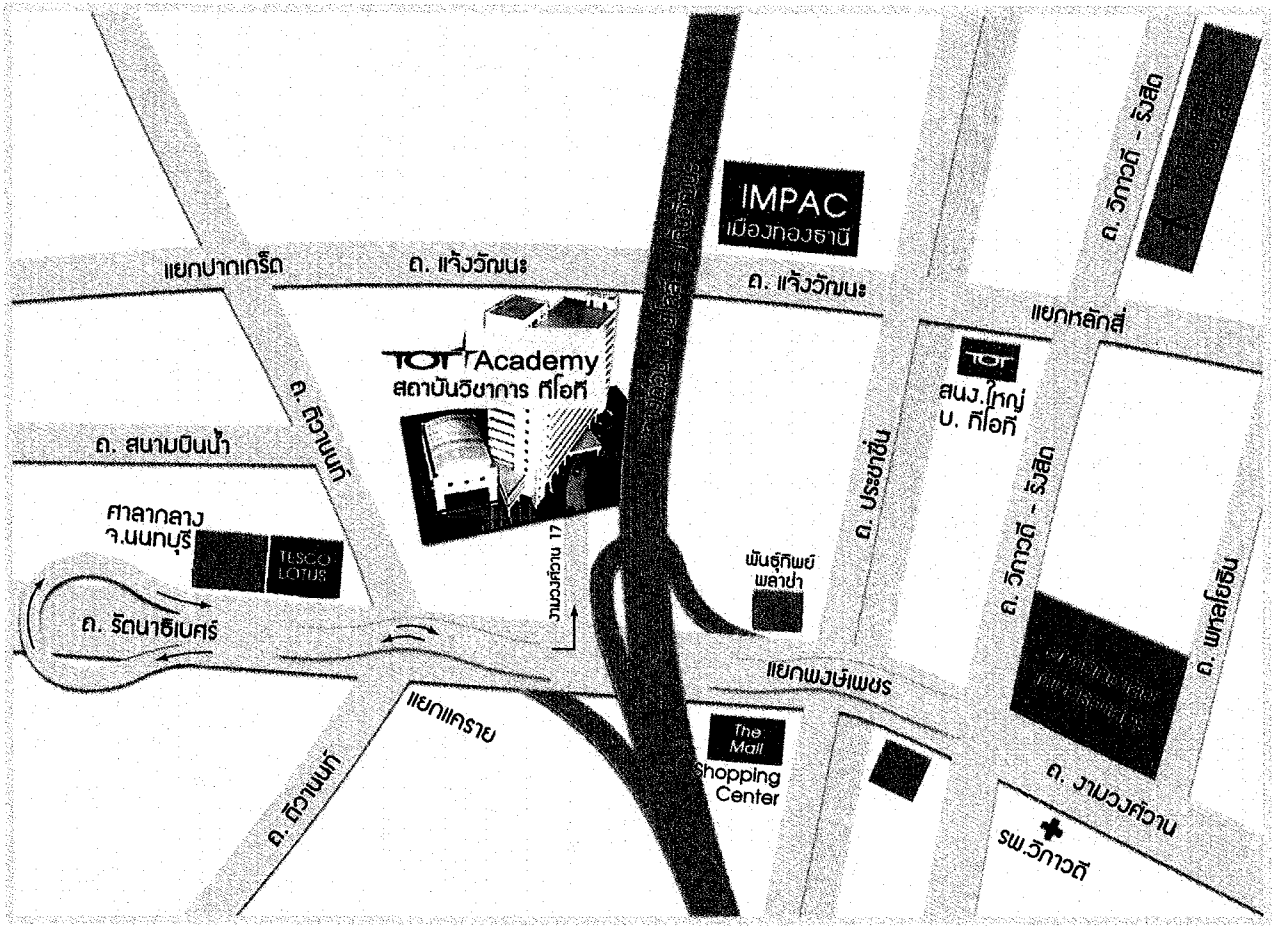 ถ. วิภาวดี - รังสิต
IMPAC
เมืองทองธานี
แยกปากเกร็ด
ถ. แจ้งวัฒนะ
ถ. แจ้งวัฒนะ
แยกหลักสี่
TOT Academy
สถาบันวิชาการ ทีโอที
TOT
สนง.ใหญ่
บ. ทีโอที
ถ. ติวานนท์
ถ. สนามบินน้ำ
ถ. ประชาชื่น
ถ. วิภาวดี - รังสิต
ศาลากลาง
จ.นนทบุรี
TESCO
LOTUS
งามวงศ์วาน 17
พันธุ์ทิพย์
พลาซ่า
ถ. พหลโยธิน
ถ. รัตนาธิเบศร์
แยกพงษ์เพชร
แยกแคราย
The
Mall
Shopping
Center
ถ. งามวงศ์วาน
ถ. ติวานนท์
รพ.วิภาวดี